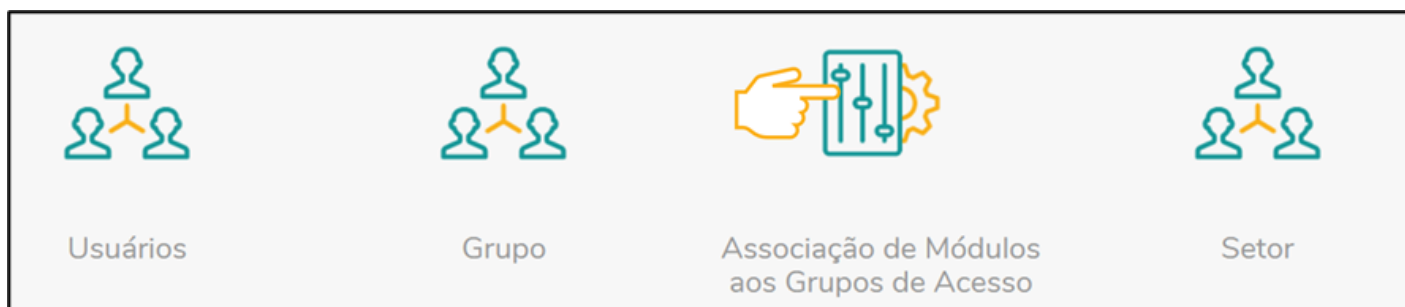 Usuários
Grupo
Associação de Módulos
aos Grupos de Acesso
Setor